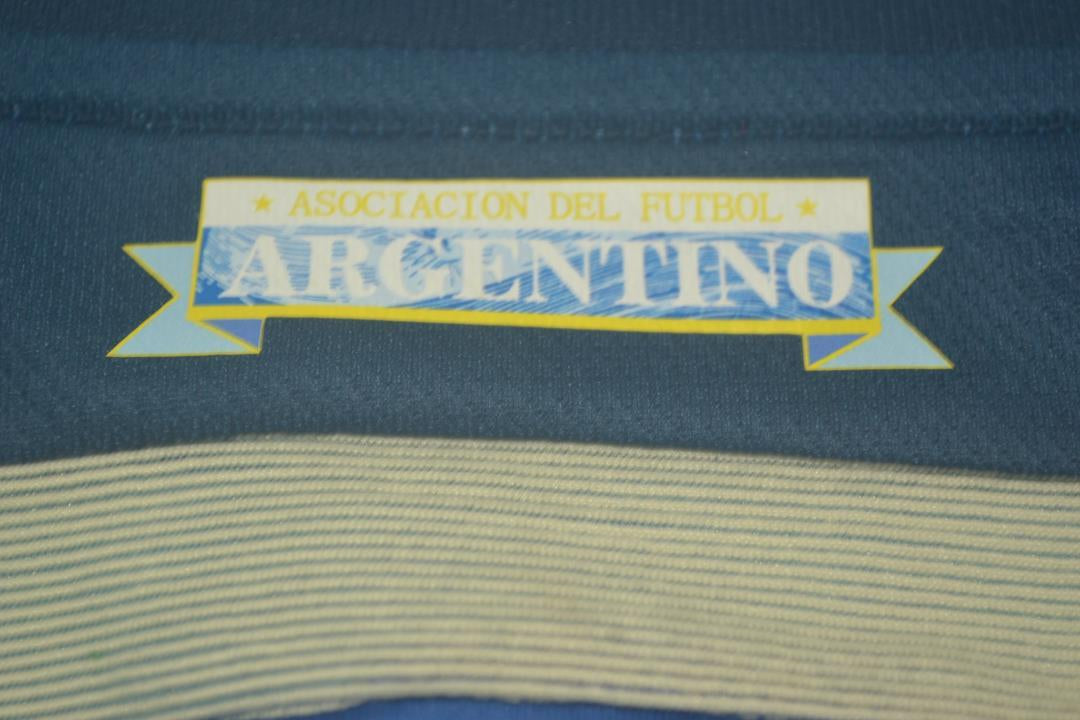 ★ ASOCIACION DEL FUTBOL ★
ARGENTINO